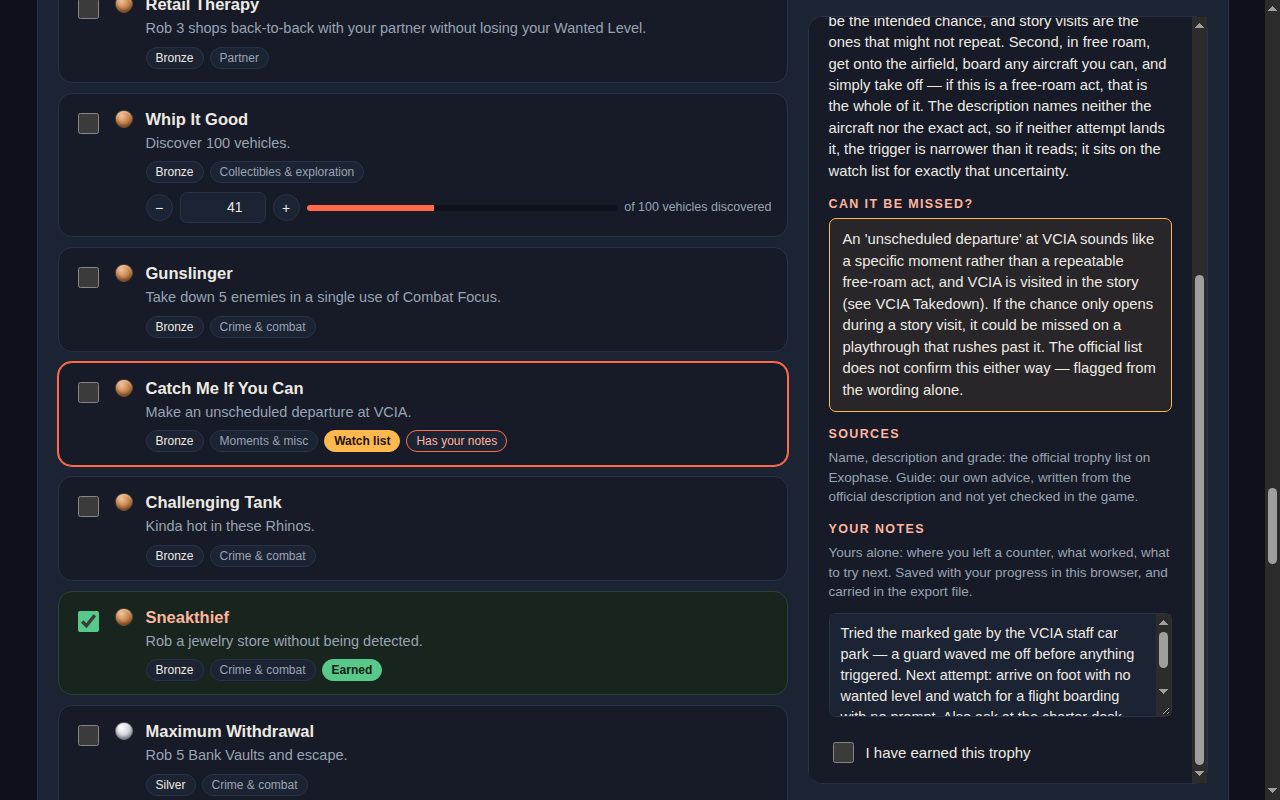 Retail Therapy
Rob 3 shops back-to-back with your partner without losing your Wanted Level.
Bronze
Partner
Whip It Good
Discover 100 vehicles.
Bronze
Collectibles & exploration
−
41
+
of 100 vehicles discovered
Gunslinger
Take down 5 enemies in a single use of Combat Focus.
Bronze
Crime & combat
Catch Me If You Can
Make an unscheduled departure at VCIA.
Bronze
Moments & misc
Watch list
Has your notes
Challenging Tank
Kinda hot in these Rhinos.
Bronze
Crime & combat
Sneakthief
Rob a jewelry store without being detected.
Bronze
Crime & combat
Earned
Maximum Withdrawal
Rob 5 Bank Vaults and escape.
Silver
Crime & combat
be the intended chance, and story visits are the
ones that might not repeat. Second, in free roam,
get onto the airfield, board any aircraft you can, and
simply take off — if this is a free-roam act, that is
the whole of it. The description names neither the
aircraft nor the exact act, so if neither attempt lands
it, the trigger is narrower than it reads; it sits on the
watch list for exactly that uncertainty.
CAN IT BE MISSED?
An 'unscheduled departure' at VCIA sounds like
a specific moment rather than a repeatable
free-roam act, and VCIA is visited in the story
(see VCIA Takedown). If the chance only opens
during a story visit, it could be missed on a
playthrough that rushes past it. The official list
does not confirm this either way — flagged from
the wording alone.
SOURCES
Name, description and grade: the official trophy list on
Exophase. Guide: our own advice, written from the
official description and not yet checked in the game.
YOUR NOTES
Yours alone: where you left a counter, what worked, what
to try next. Saved with your progress in this browser, and
carried in the export file.
Tried the marked gate by the VCIA staff car
park — a guard waved me off before anything
triggered. Next attempt: arrive on foot with no
wanted level and watch for a flight boarding
with no prompt. Also ask at the charter desk
I have earned this trophy